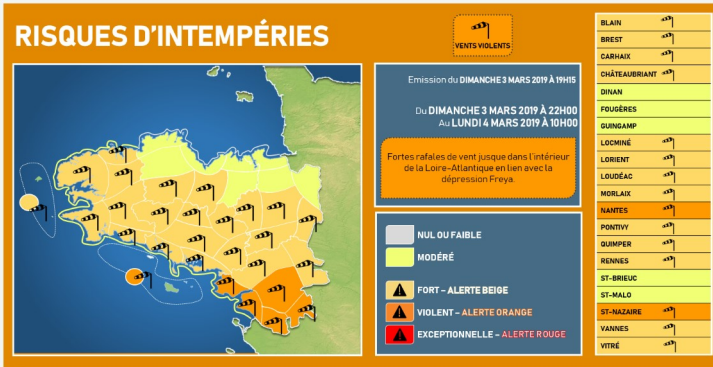 RISQUES D'INTEMPÉRIES
VENTS VIOLENTS
Emission du DIMANCHE 3 MARS 2019 À 19H15
Du DIMANCHE 3 MARS 2019 À 22H00
Au LUNDI 4 MARS 2019 À 10H00
Fortes rafales de vent jusque dans l'intérieur
de la Loire-Atlantique en lien avec la
dépression Freya.
NUL OU FAIBLE
MODÉRÉ
FORT - ALERTE BEIGE
VIOLENT - ALERTE ORANGE
EXCEPTIONNELLE - ALERTE ROUGE
BLAIN
BREST
CARHAIX
CHÂTEAUBRIANT
DINAN
FOUGÈRES
GUINGAMP
LOCMINÉ
LORIENT
LOUDÉAC
MORLAIX
NANTES
PONTIVY
QUIMPER
RENNES
ST-BRIEUC
ST-MALO
ST-NAZAIRE
VANNES
VITRÉ